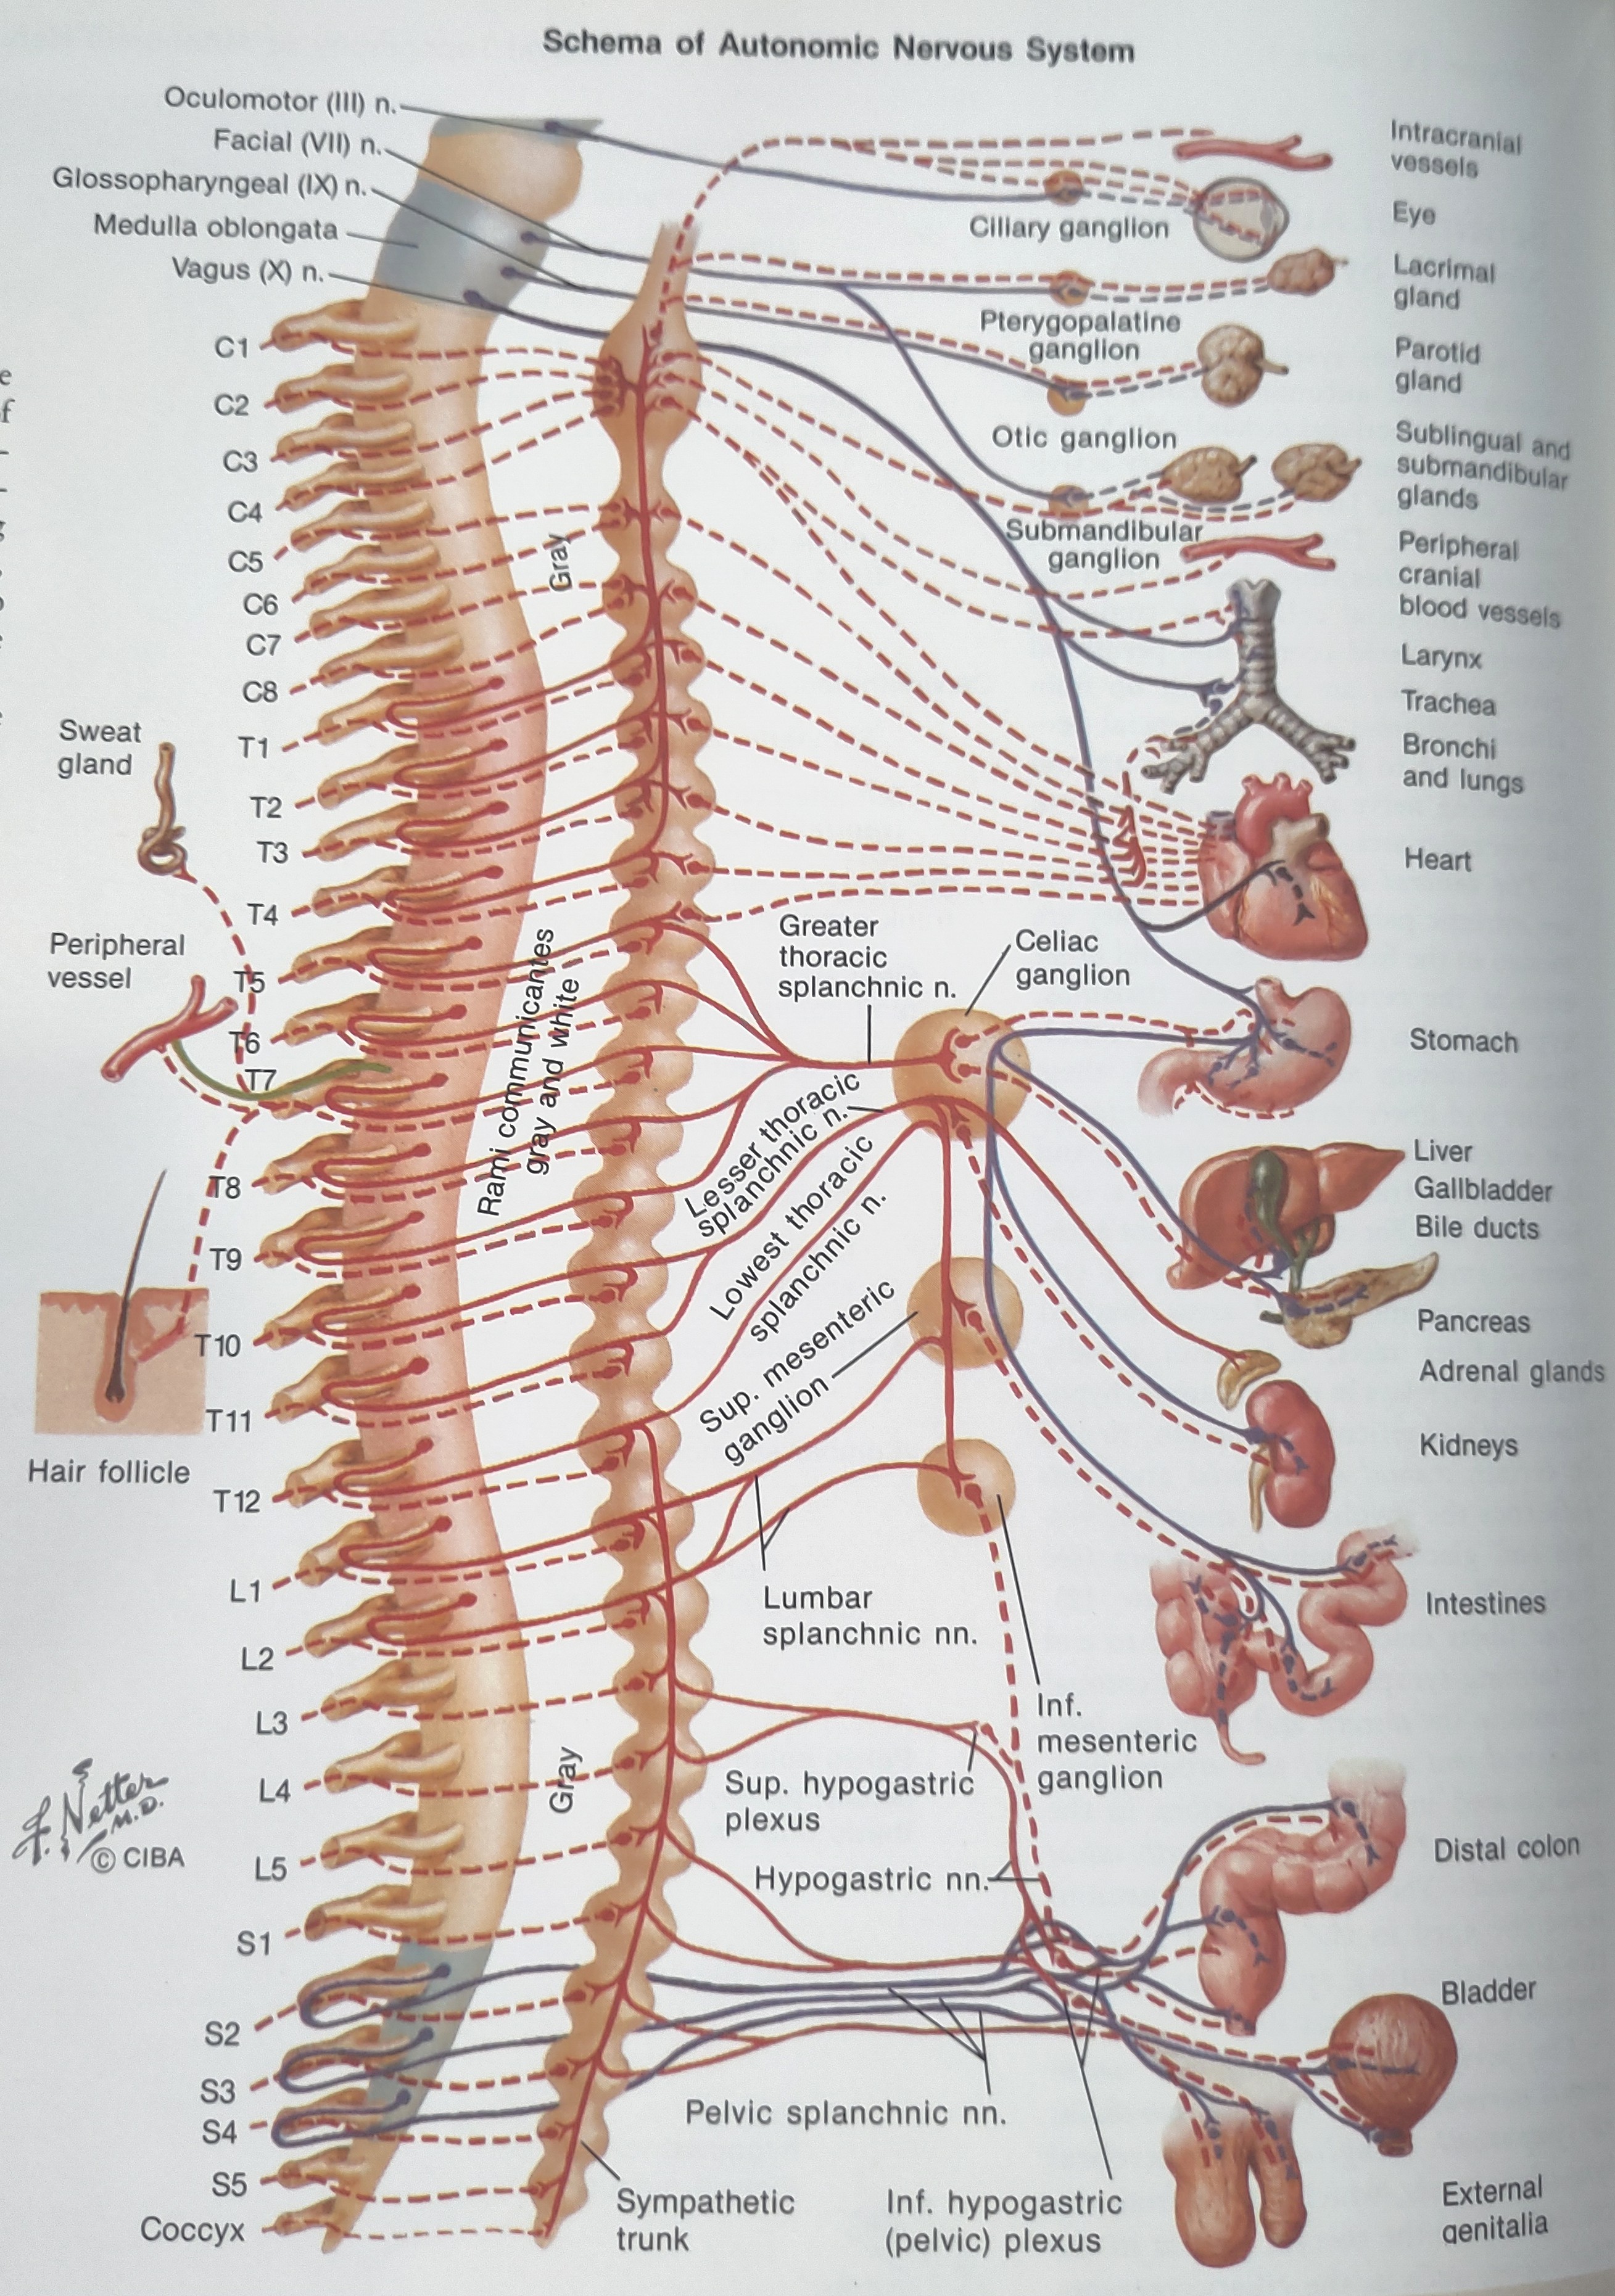 Schema of Autonomic Nervous System
Oculomotor (III) n.
Facial (VII) n.
Glossopharyngeal (IX) n.
Medulla oblongata
Vagus (X) n.
C1
C2
C3
C4
C5
C6
C7
C8
T1
T2
T3
T4
T5
T6
T7
T8
T9
T10
T11
T12
L1
L2
L3
L4
L5
S1
S2
S3
S4
S5
Coccyx
Sweat
gland
Peripheral
vessel
Hair follicle
Gray
Rami communicantes
gray and white
Gray
Ciliary ganglion
Pterygopalatine
ganglion
Otic ganglion
Submandibular
ganglion
Greater
thoracic
splanchnic n.
Celiac
ganglion
Lesser thoracic
splanchnic n.
Lowest thoracic
splanchnic n.
Sup. mesenteric
ganglion
Lumbar
splanchnic nn.
Inf.
mesenteric
ganglion
Sup. hypogastric
plexus
Hypogastric nn.
Pelvic splanchnic nn.
Sympathetic
trunk
Inf. hypogastric
(pelvic) plexus
Intracranial
vessels
Eye
Lacrimal
gland
Parotid
gland
Sublingual and
submandibular
glands
Peripheral
cranial
blood vessels
Larynx
Trachea
Bronchi
and lungs
Heart
Stomach
Liver
Gallbladder
Bile ducts
Pancreas
Adrenal glands
Kidneys
Intestines
Distal colon
Bladder
External
genitalia
F. Netter
M.D.
© CIBA